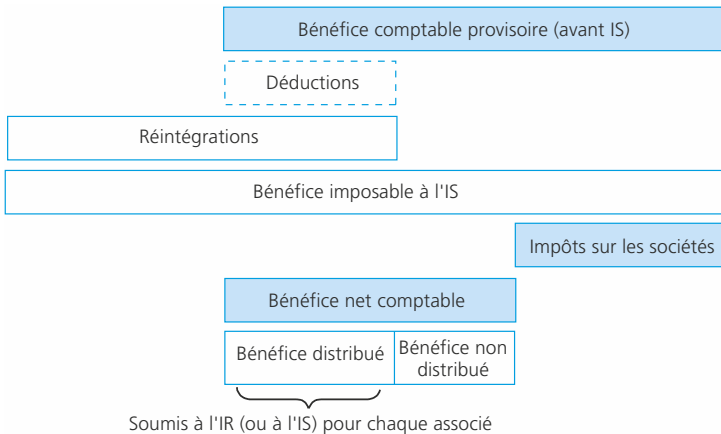 Bénéfice comptable provisoire (avant IS)
Déductions
Réintégrations
Bénéfice imposable à l'IS
Impôts sur les sociétés
Bénéfice net comptable
Bénéfice distribué
Bénéfice non
distribué
Soumis à l'IR (ou à l'IS) pour chaque associé